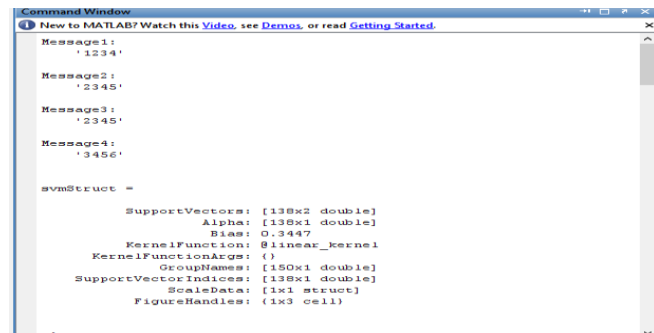 Command Window
New to MATLAB? Watch this Video, see Demos, or read Getting Started.
Message1:
'1234'
Message2:
'2345'
Message3:
'2345'
Message4:
'3456'
svmStruct =
SupportVectors: [138x2 double]
Alpha: [138x1 double]
Bias: 0.3447
KernelFunction: @linear_kernel
KernelFunctionArgs: {}
GroupNames: [150x1 double]
SupportVectorIndices: [138x1 double]
ScaleData: [1x1 struct]
FigureHandles: {1x3 cell}